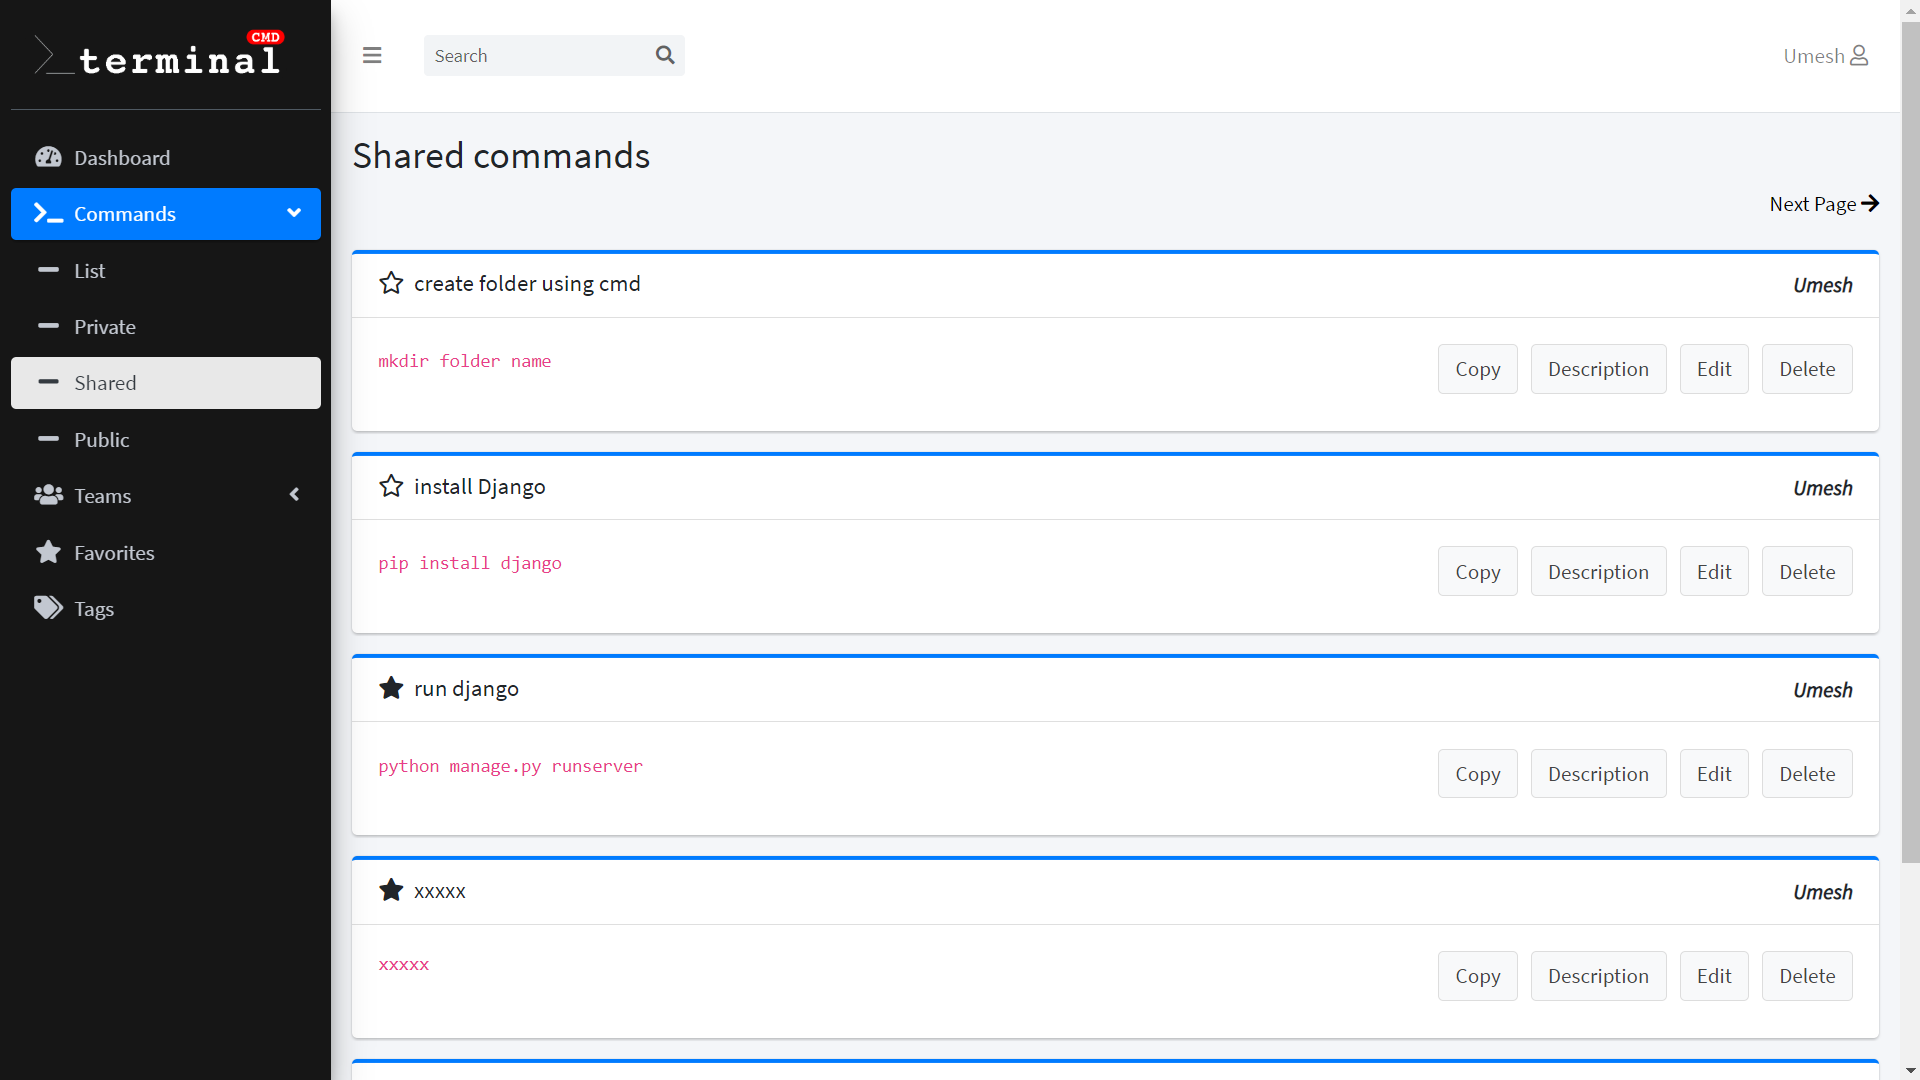 terminal CMD
Search
Umesh
Dashboard
Commands
List
Private
Shared
Public
Teams
Favorites
Tags
Shared commands
Next Page
create folder using cmd
Umesh
mkdir folder name
Copy Description Edit Delete
install Django
Umesh
pip install django
Copy Description Edit Delete
run django
Umesh
python manage.py runserver
Copy Description Edit Delete
xxxxx
Umesh
xxxxx
Copy Description Edit Delete